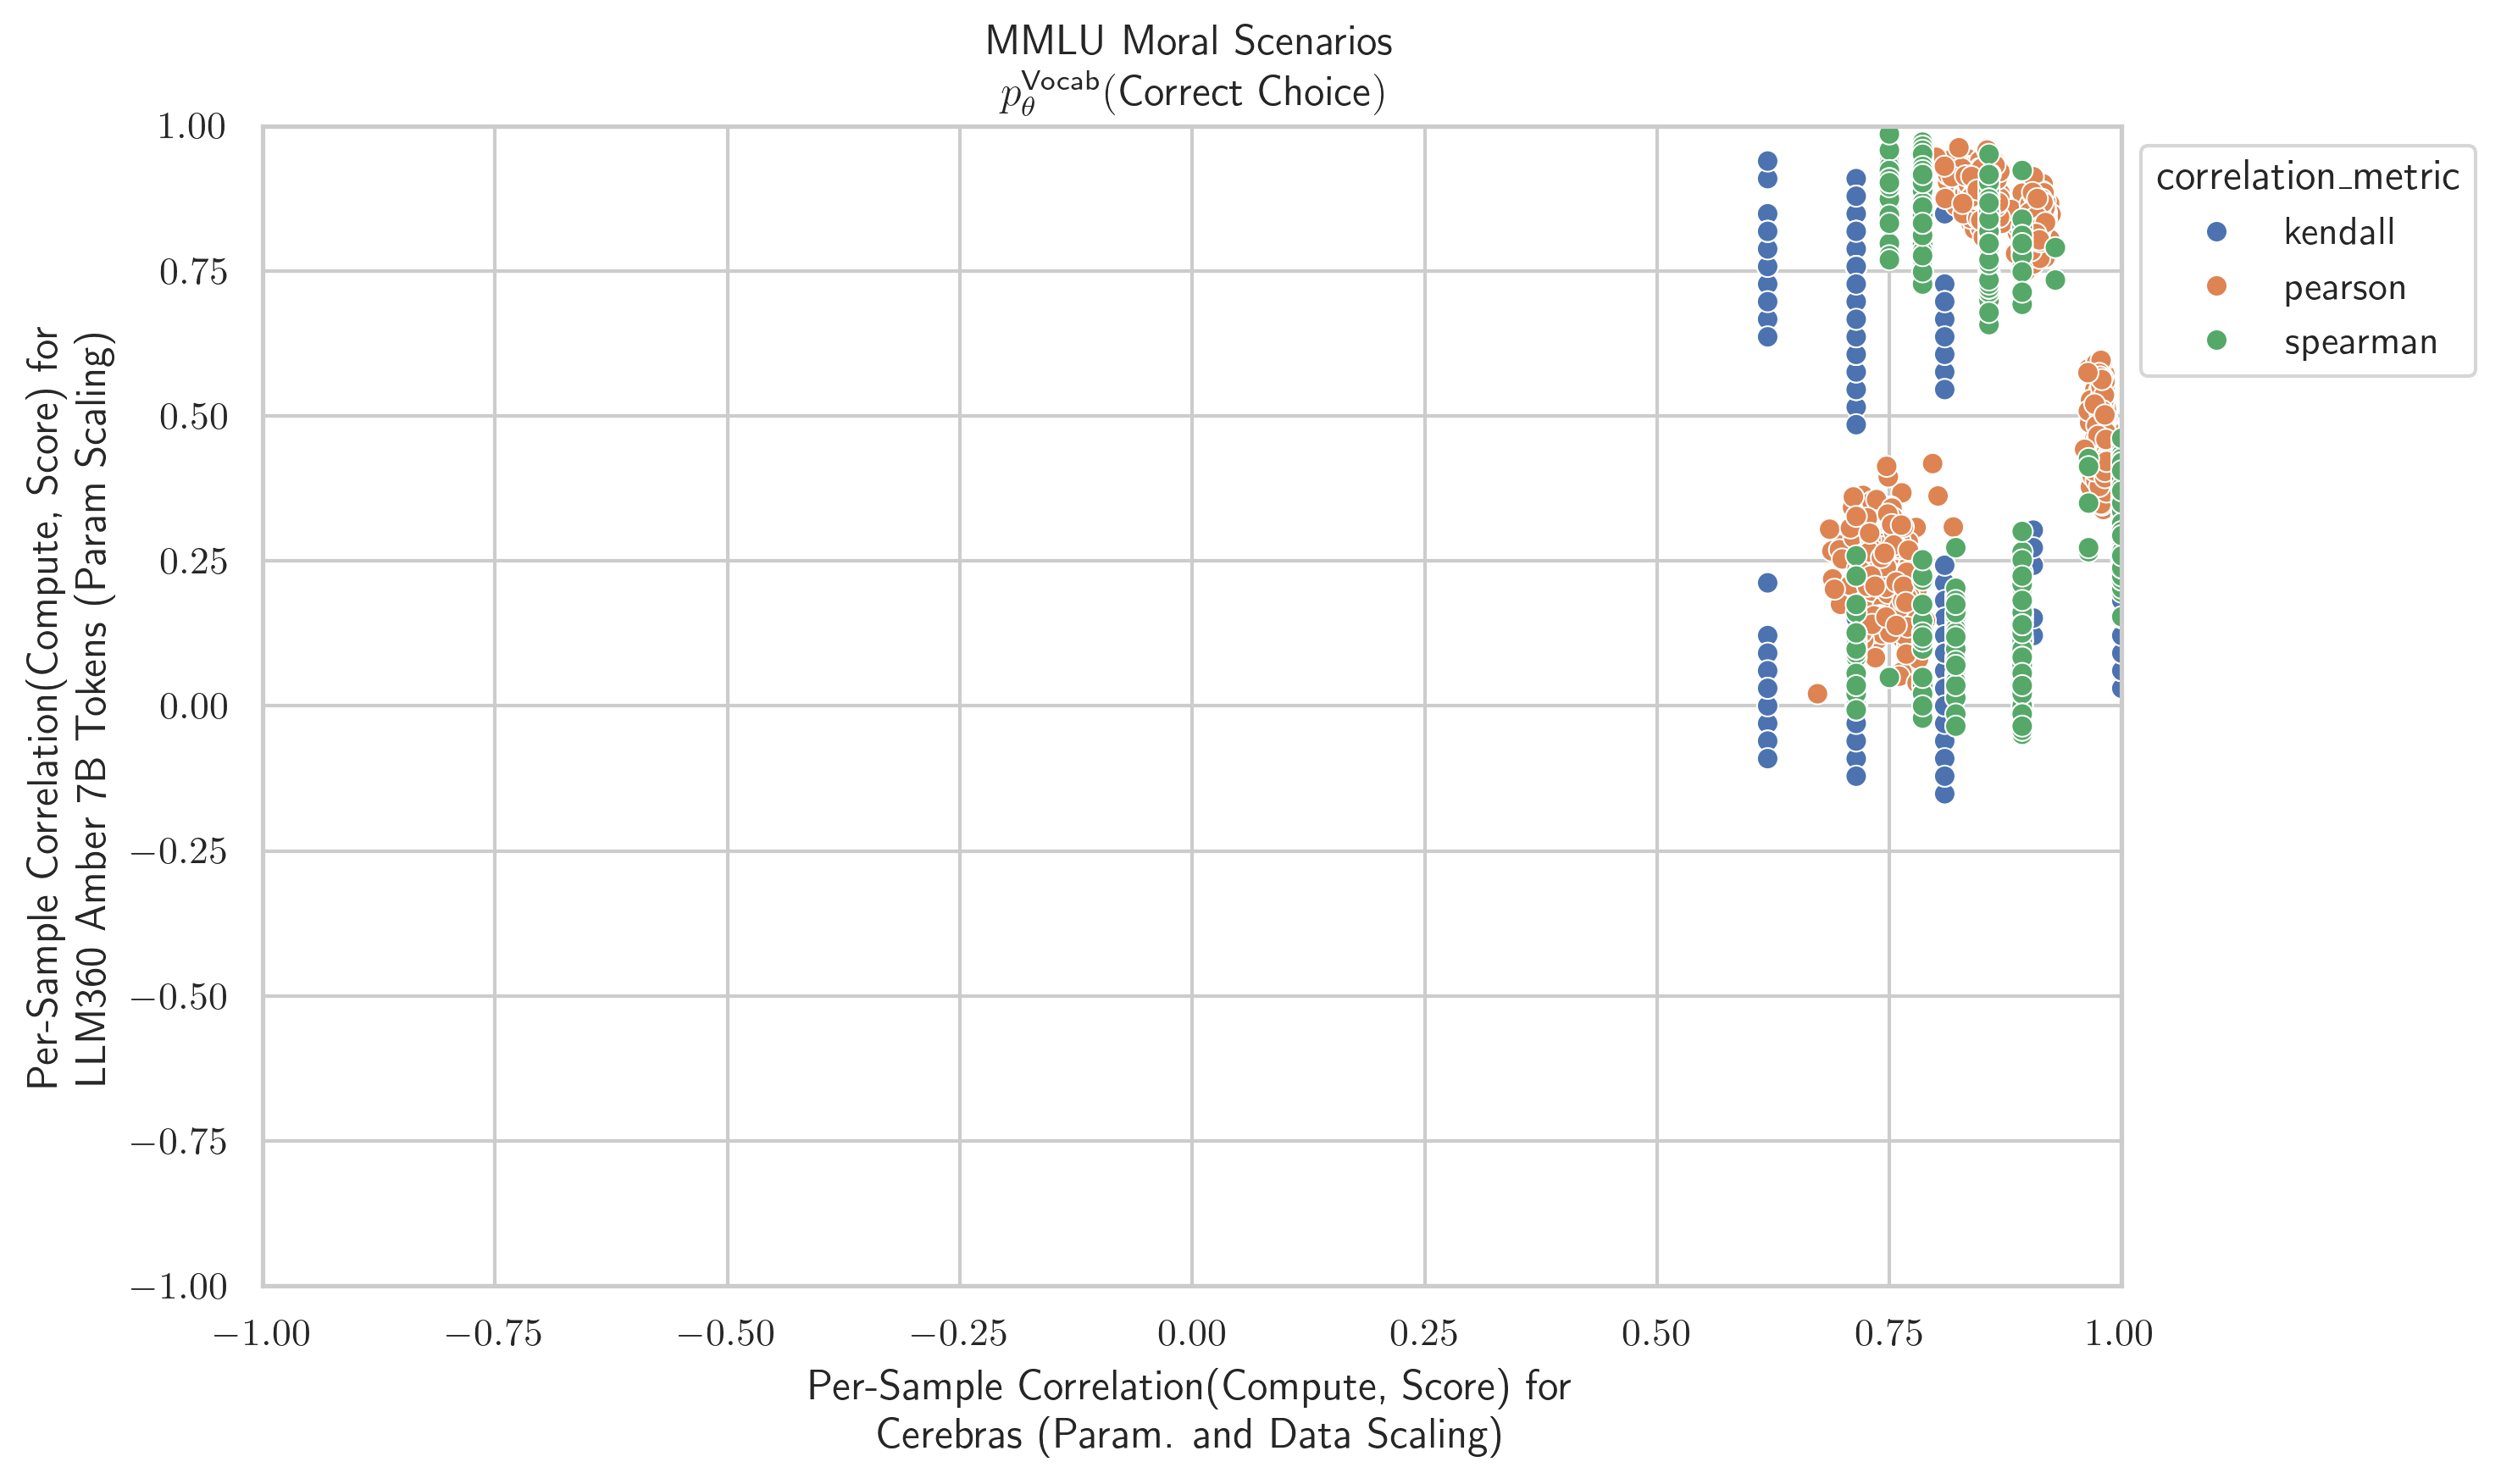 MMLU Moral Scenarios
p_θ^Vocab(Correct Choice)
1.00
0.75
0.50
0.25
0.00
−0.25
−0.50
−0.75
−1.00
Per-Sample Correlation(Compute, Score) for
LLM360 Amber 7B Tokens (Param Scaling)
−1.00
−0.75
−0.50
−0.25
0.00
0.25
0.50
0.75
1.00
Per-Sample Correlation(Compute, Score) for
Cerebras (Param. and Data Scaling)
correlation_metric
kendall
pearson
spearman